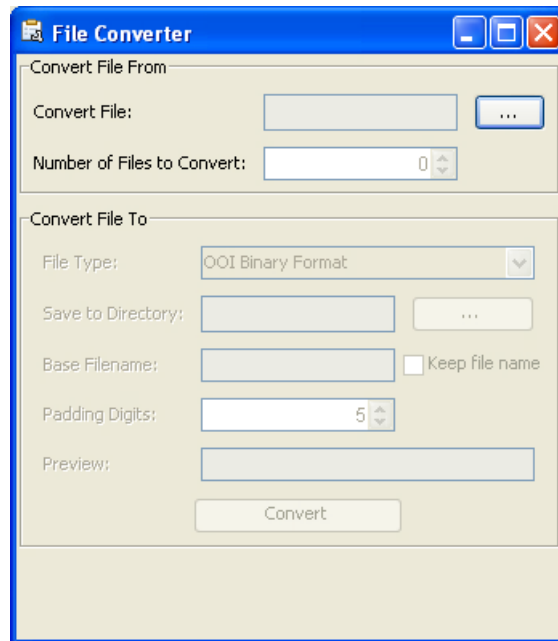 File Converter
Convert File From
Convert File:
...
Number of Files to Convert:
0
Convert File To
File Type:
OOI Binary Format
Save to Directory:
...
Base Filename:
Keep file name
Padding Digits:
5
Preview:
Convert